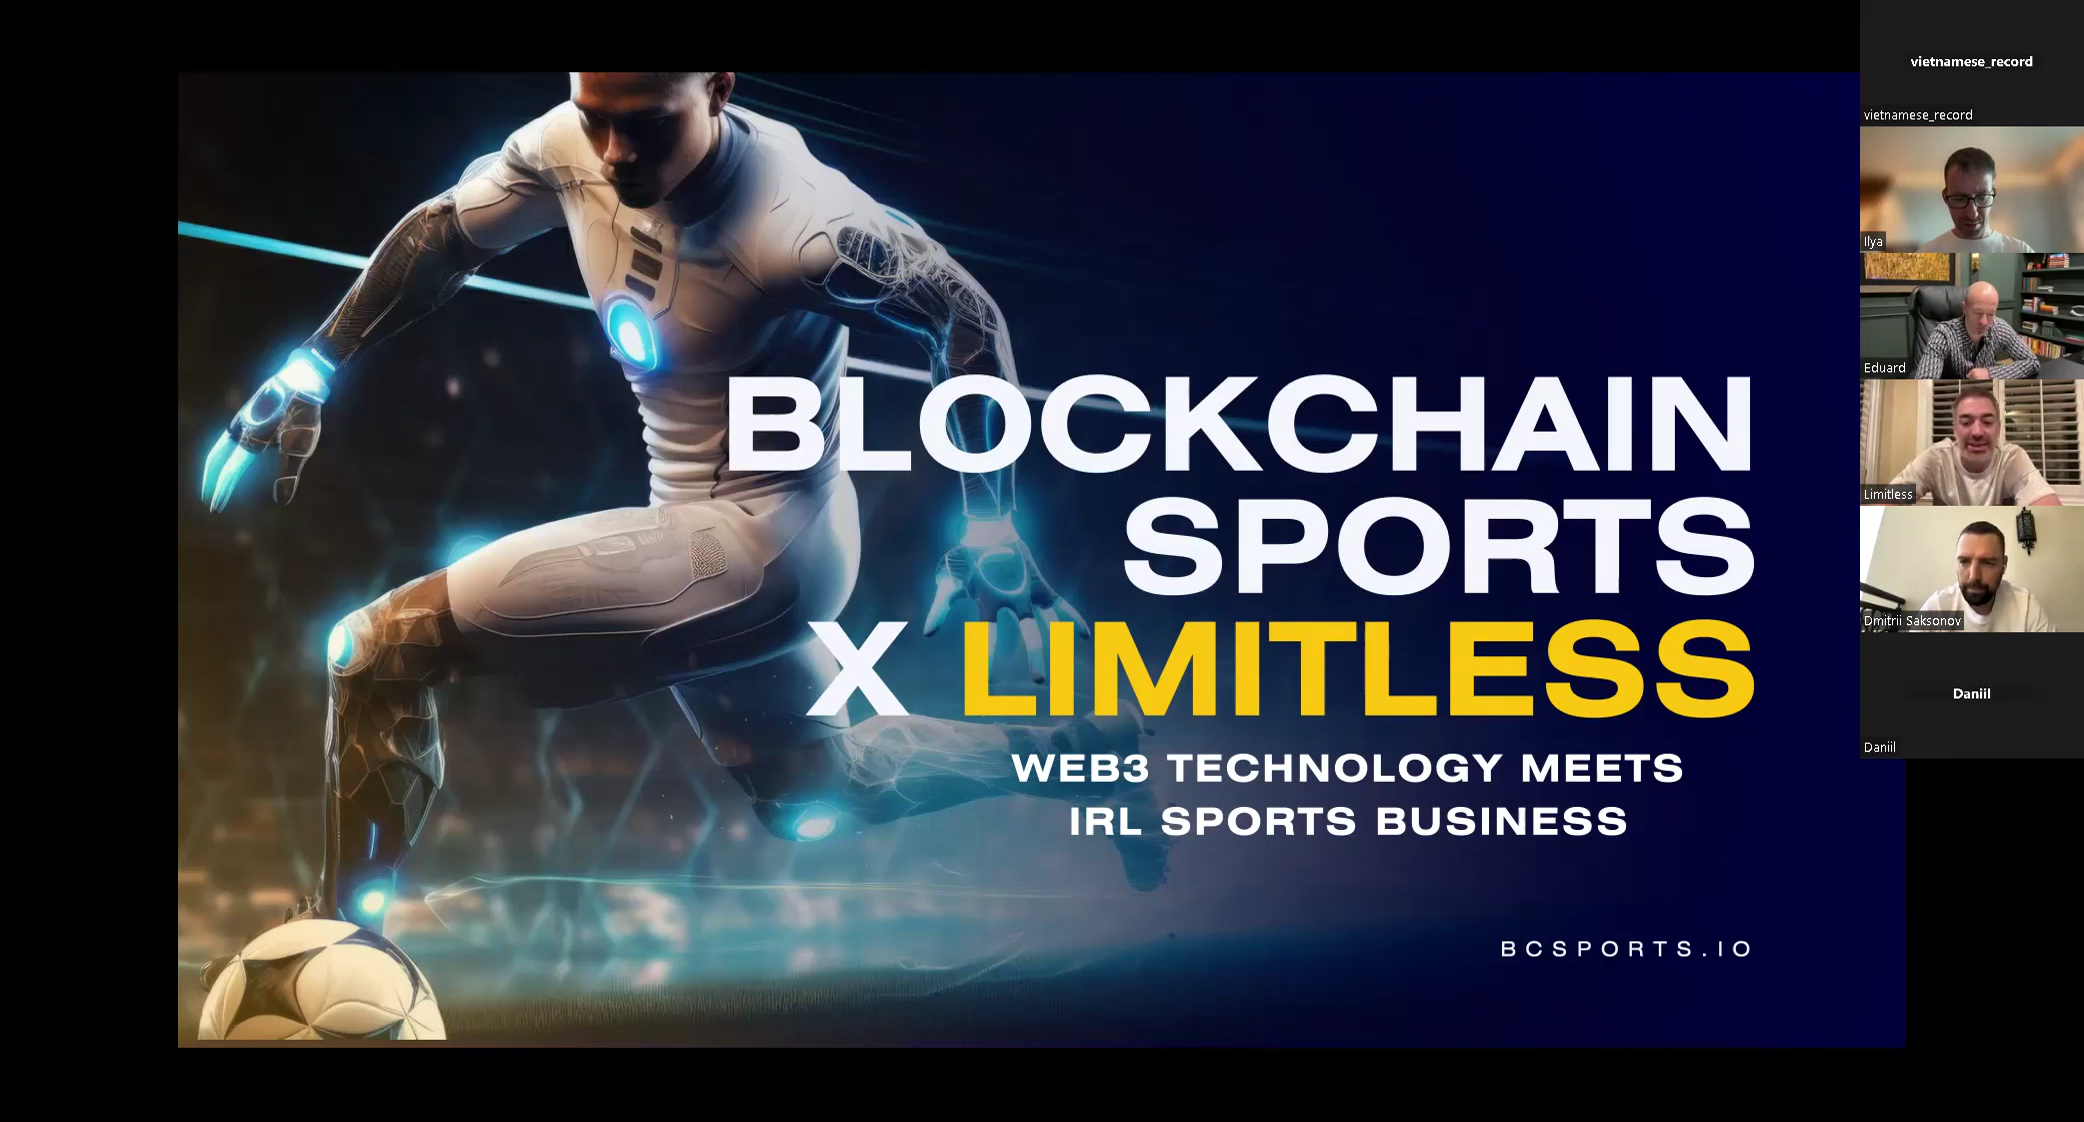 BLOCKCHAIN
SPORTS
X LIMITLESS
WEB3 TECHNOLOGY MEETS
IRL SPORTS BUSINESS
BCSPORTS.IO
vietnamese_record
vietnamese_record
Ilya
Eduard
Limitless
Dmitrii Saksonov
Daniil
Daniil